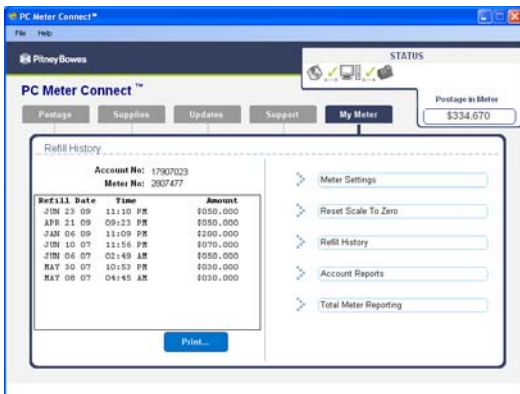 PC Meter Connect™
File Help
Pitney Bowes
STATUS
PC Meter Connect™
Postage in Meter
$334.670
Postage Supplies Updates Support My Meter
Refill History
Account No: 17907023
Meter No: 2807477
Refill Date Time Amount
JUN 23 09 11:10 PM $050.000
APR 21 09 09:23 PM $050.000
JAN 06 09 11:09 PM $200.000
JUN 10 07 11:56 PM $070.000
JUN 06 07 02:49 AM $050.000
MAY 30 07 10:53 PM $030.000
MAY 08 07 04:45 AM $030.000
Print...
Meter Settings
Reset Scale To Zero
Refill History
Account Reports
Total Meter Reporting